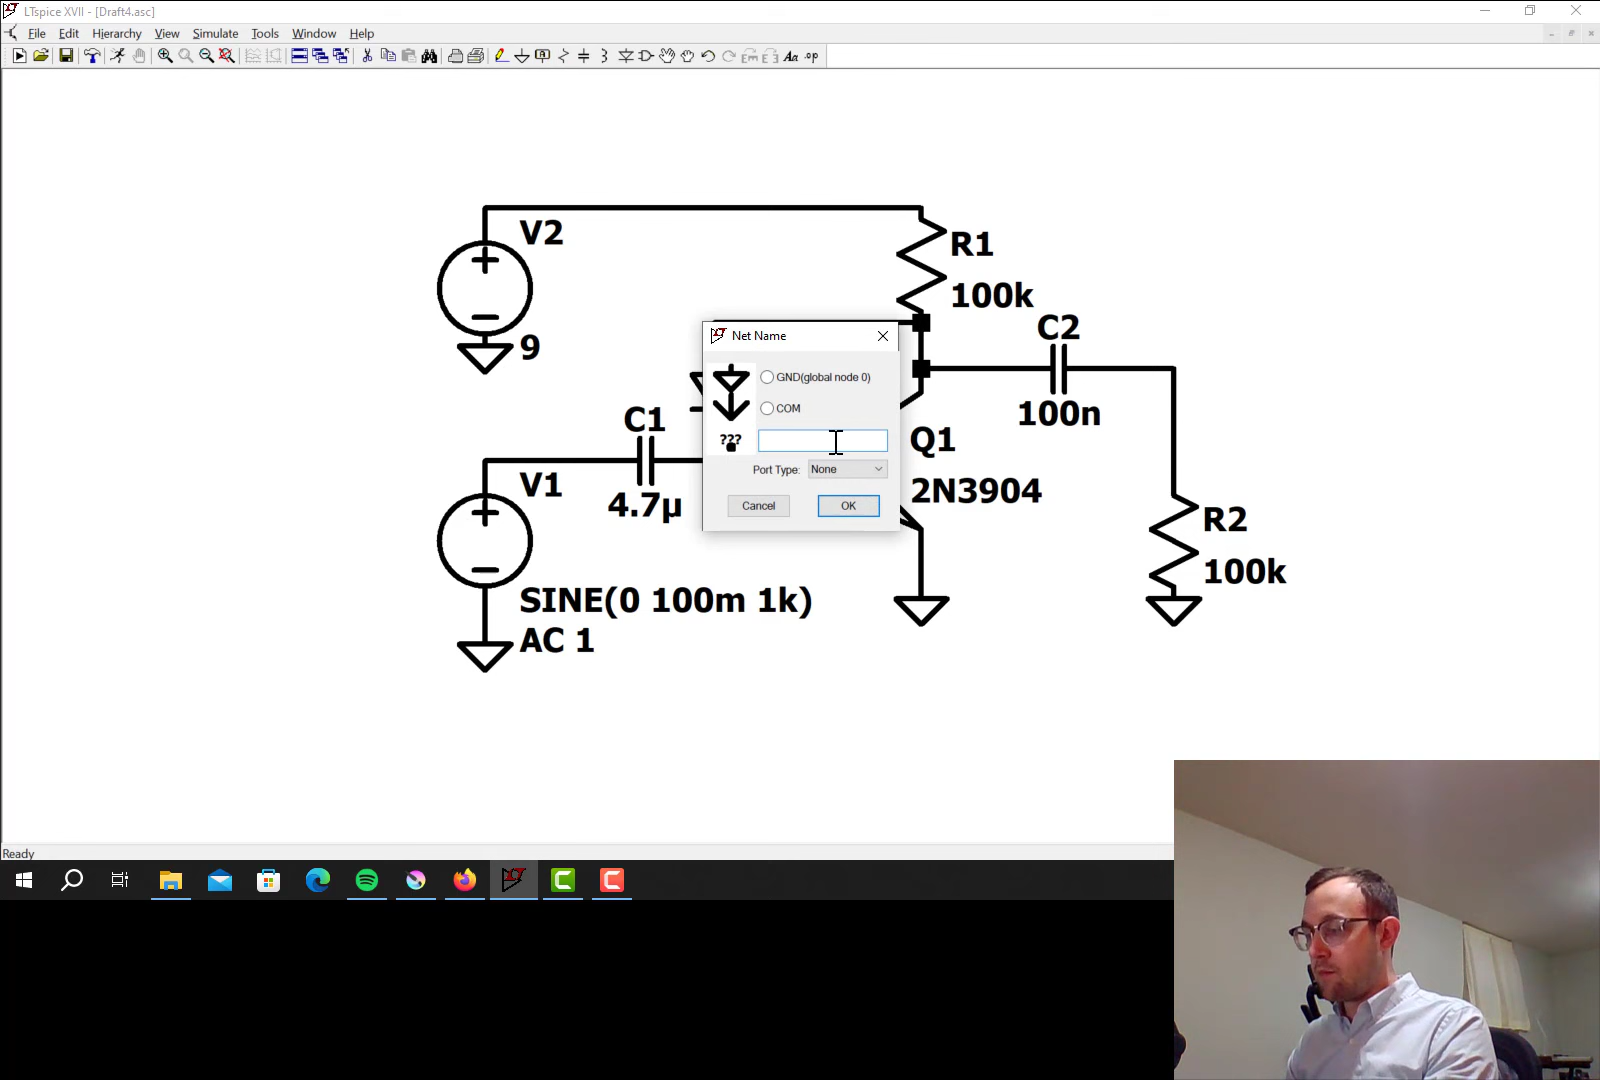 LTspice XVII - [Draft4.asc]
File Edit Hierarchy View Simulate Tools Window Help
Aa .op
V2
9
R1
100k
C2
100n
Net Name
GND(global node 0)
COM
???
Port Type: None
Cancel OK
C1
4.7µ
V1
SINE(0 100m 1k)
AC 1
Q1
2N3904
R2
100k
Ready